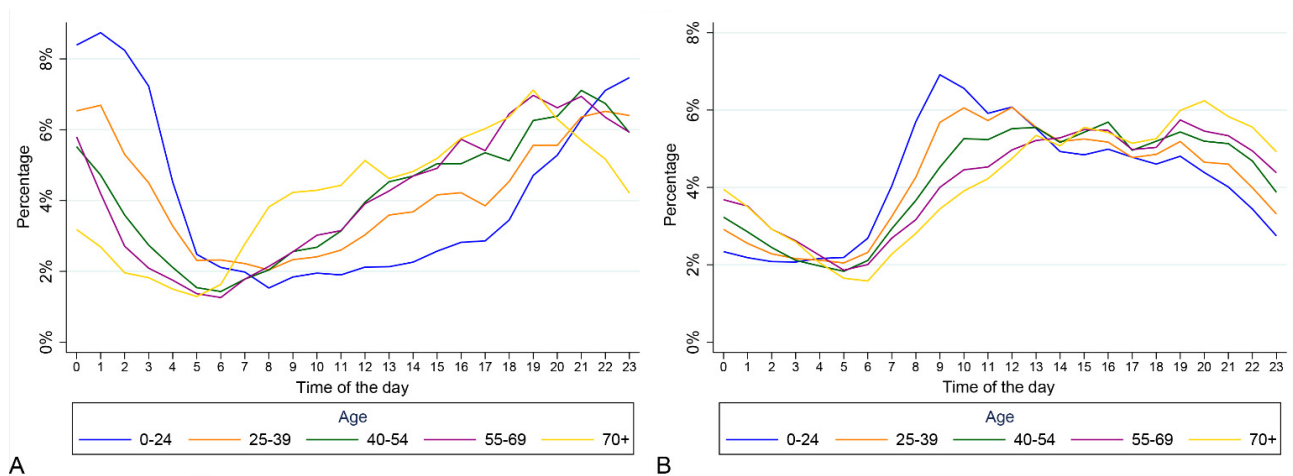 8%
6%
4%
2%
0%
Percentage
0 1 2 3 4 5 6 7 8 9 10 11 12 13 14 15 16 17 18 19 20 21 22 23
Time of the day
Age
0-24 25-39 40-54 55-69 70+
A
8%
6%
4%
2%
0%
Percentage
0 1 2 3 4 5 6 7 8 9 10 11 12 13 14 15 16 17 18 19 20 21 22 23
Time of the day
Age
0-24 25-39 40-54 55-69 70+
B